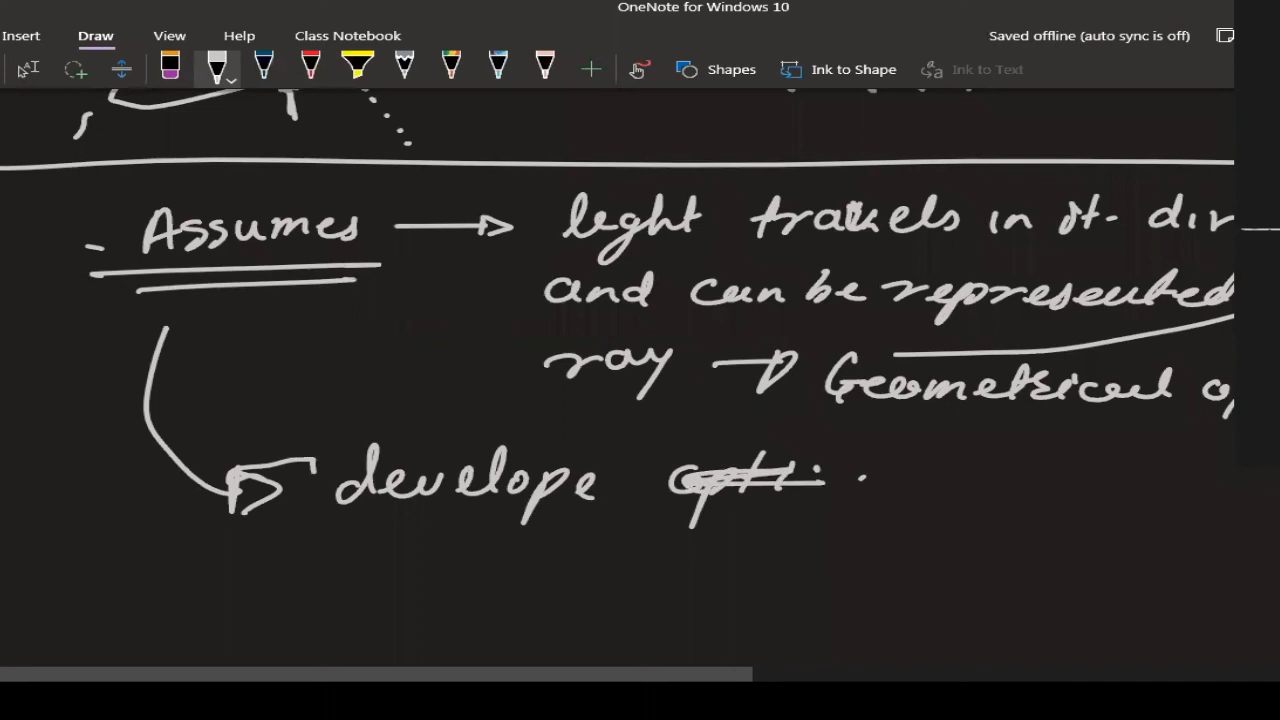 OneNote for Windows 10
Insert Draw View Help Class Notebook Saved offline (auto sync is off)
Shapes Ink to Shape Ink to Text
- Assumes → light travels in st. dir
and can be represented
ray → Geometrical op
develope